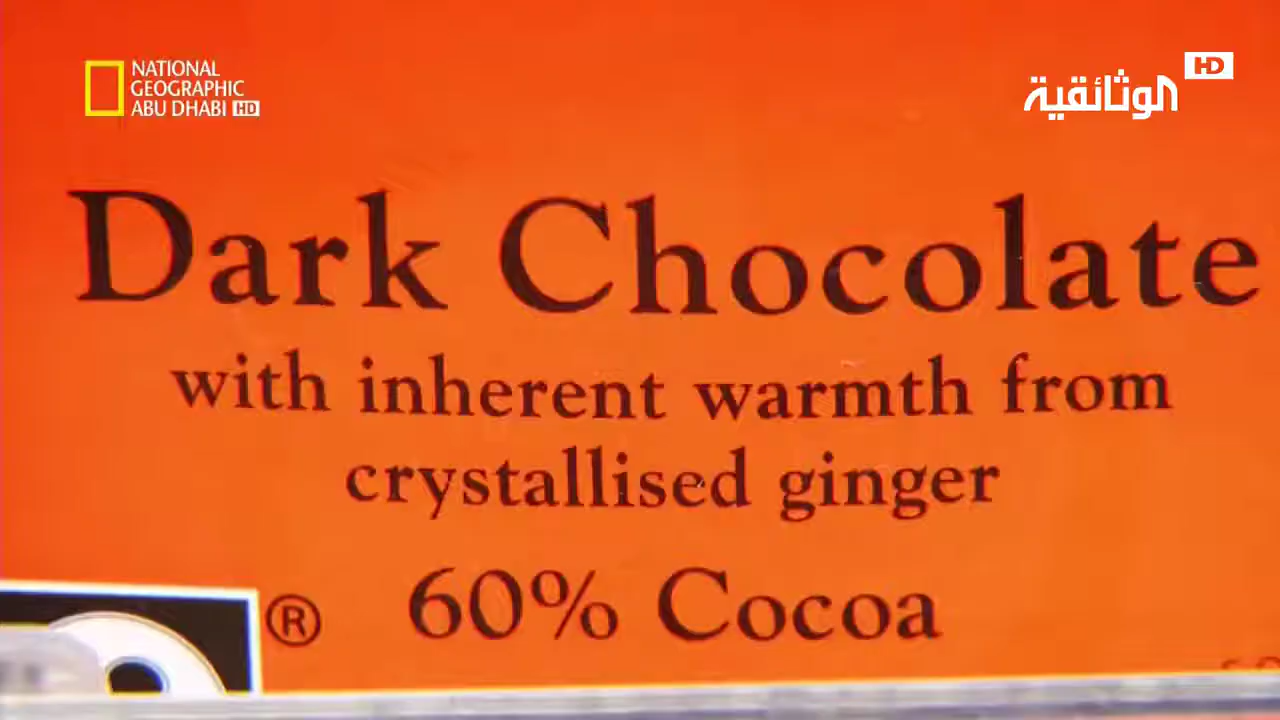 NATIONAL
GEOGRAPHIC
ABU DHABI HD
الوثائقية HD
Dark Chocolate
with inherent warmth from
crystallised ginger
® 60% Cocoa